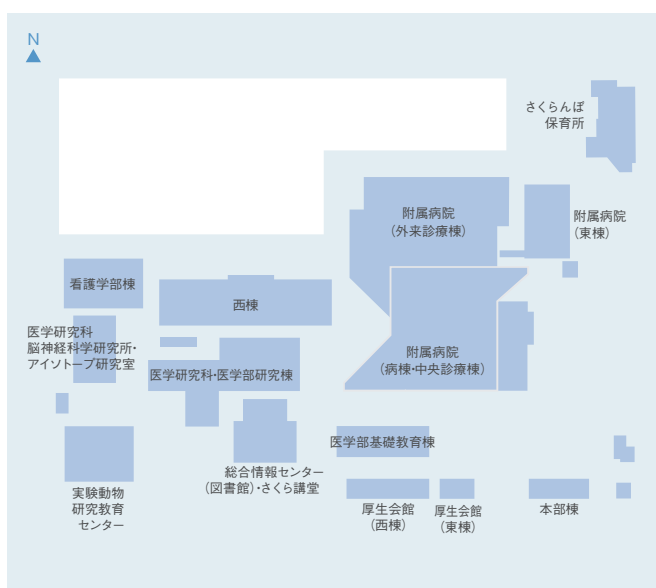 N
さくらんぼ
保育所
附属病院
(外来診療棟)
附属病院
(東棟)
看護学部棟
西棟
医学研究科
脳神経科学研究所・
アイソトープ研究室
附属病院
(病棟・中央診療棟)
医学研究科・医学部研究棟
医学部基礎教育棟
総合情報センター
(図書館)・さくら講堂
実験動物
研究教育
センター
厚生会館
(西棟)
厚生会館
(東棟)
本部棟